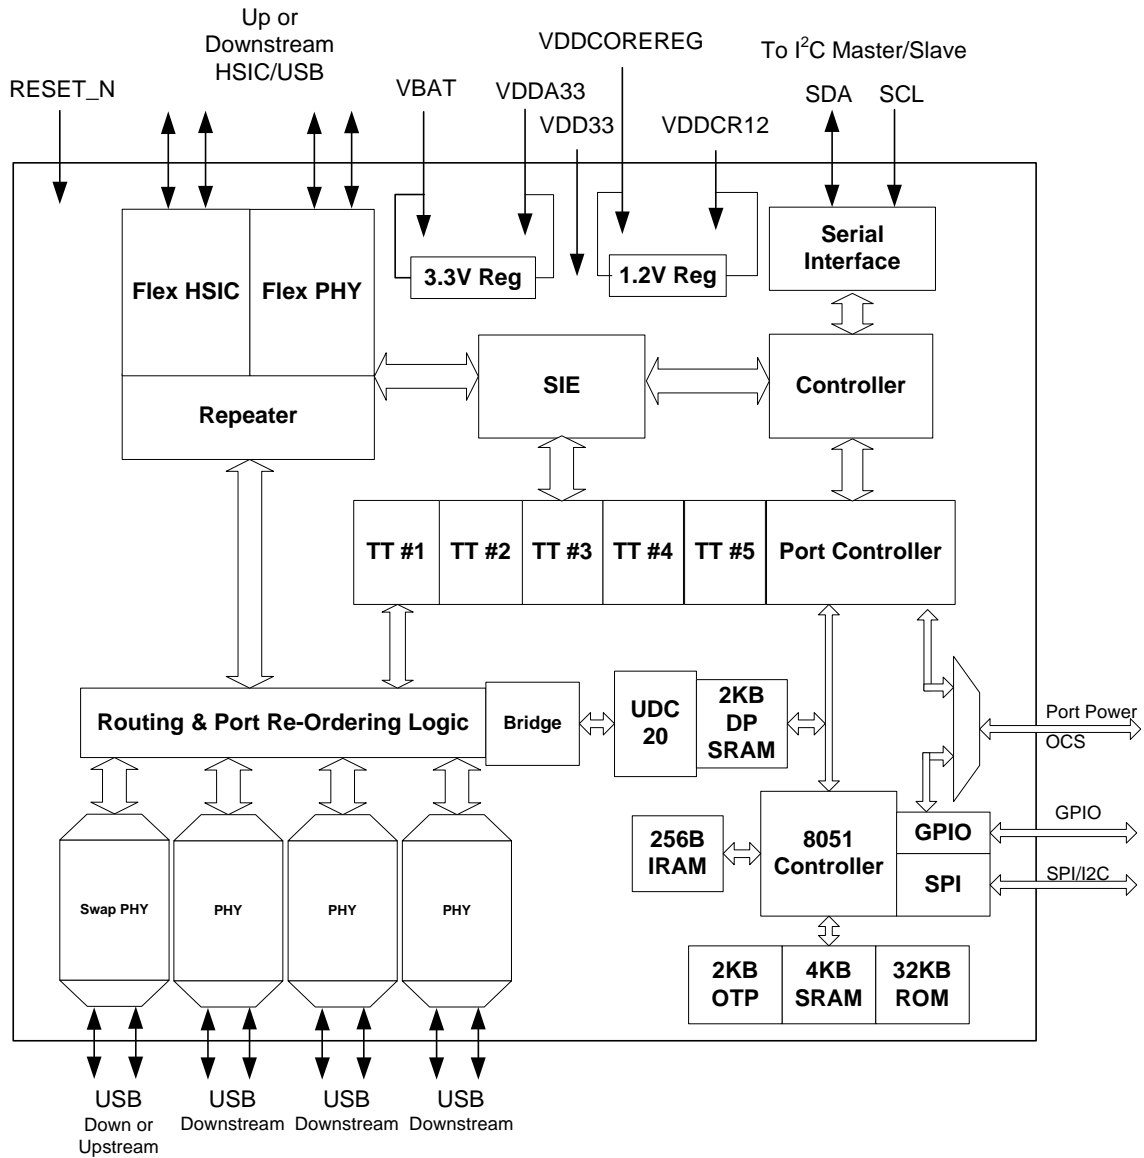 Up or
Downstream
HSIC/USB
RESET_N
VBAT
VDDA33
VDDCOREREG
VDD33
VDDCR12
To I²C Master/Slave
SDA
SCL
Flex HSIC
Flex PHY
3.3V Reg
1.2V Reg
Serial
Interface
Repeater
SIE
Controller
TT #1
TT #2
TT #3
TT #4
TT #5
Port Controller
Routing & Port Re-Ordering Logic
Bridge
UDC
20
2KB
DP
SRAM
Port Power
OCS
256B
IRAM
8051
Controller
GPIO
SPI
GPIO
SPI/I2C
Swap PHY
PHY
PHY
PHY
2KB
OTP
4KB
SRAM
32KB
ROM
USB
Down or
Upstream
USB
Downstream
USB
Downstream
USB
Downstream